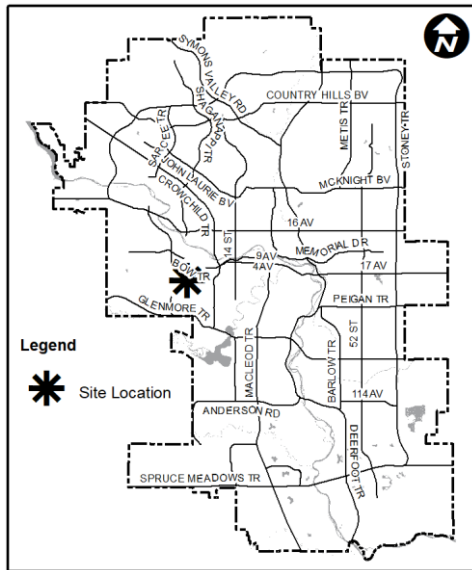 N
SYMONS VALLEY RD
SHAGANAPPI TR
COUNTRY HILLS BV
METIS TR
STONEY TR
SARCEE TR
JOHN LAURIE BV
CROWCHILD TR
MCKNIGHT BV
16 AV
14 ST
9 AV
MEMORIAL DR
4 AV
17 AV
BOW TR
PEIGAN TR
GLENMORE TR
52 ST
Legend
Site Location
MACLEOD TR
BARLOW TR
114 AV
ANDERSON RD
DEERFOOT TR
SPRUCE MEADOWS TR